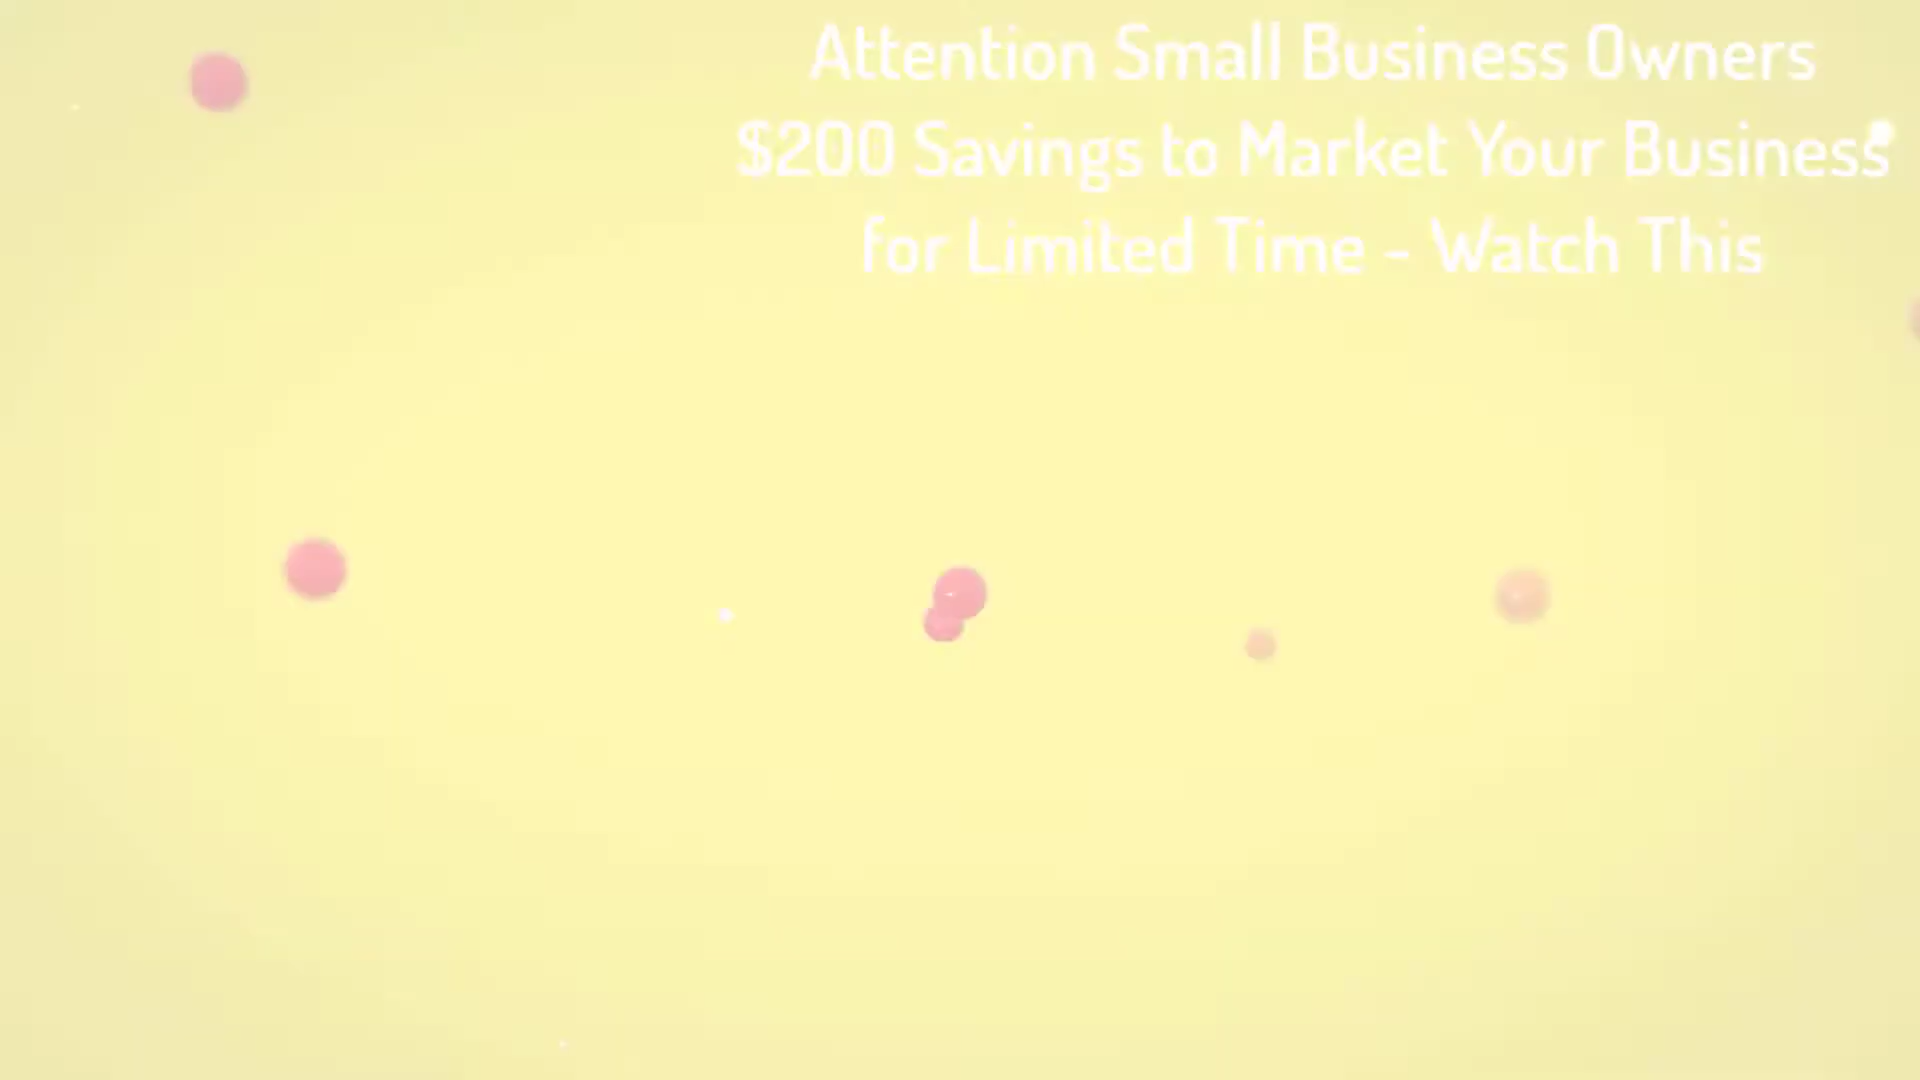 Attention Small Business Owners
$200 Savings to Market Your Business
for Limited Time - Watch This